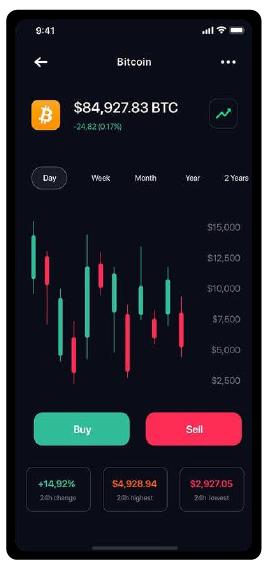 9:41
Bitcoin
$84,927.83 BTC
-24,82 (0.17%)
Day Week Month Year 2 Years
$15,000
$12,500
$10,000
$7,500
$5,000
$2,500
Buy Sell
+14,92% $4,928.94 $2,927.05
24h change 24h highest 24h lowest